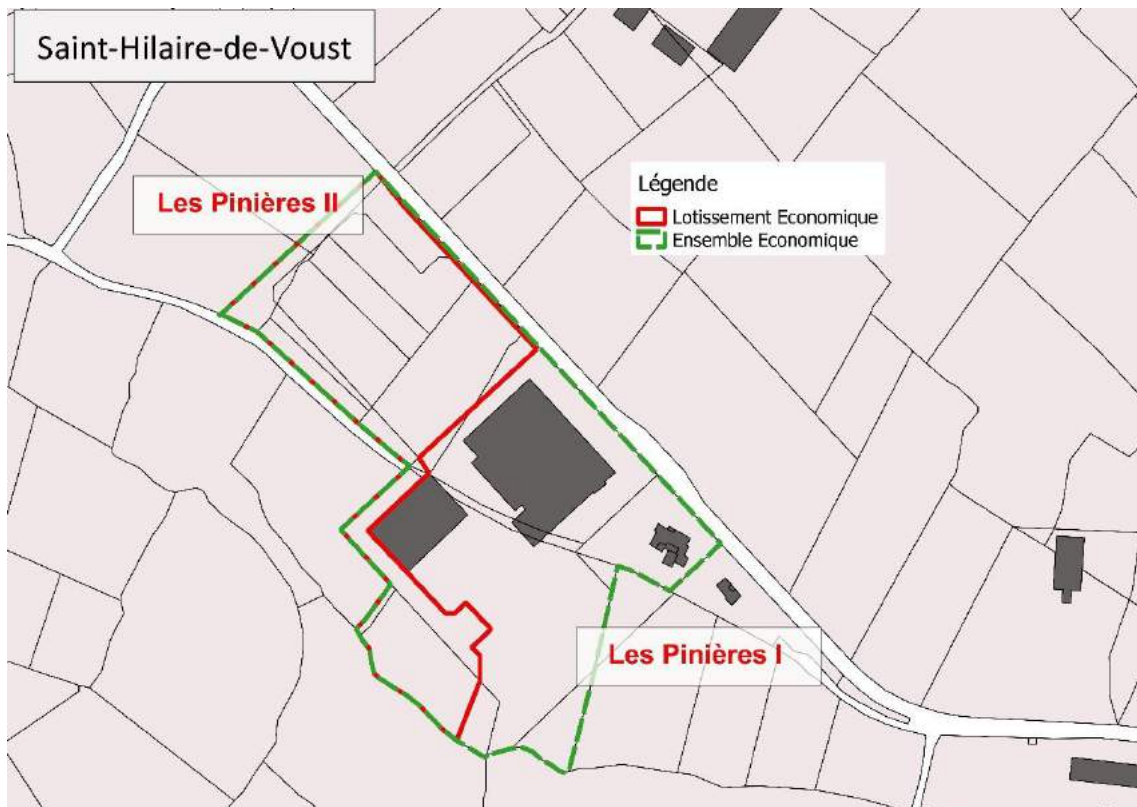 Saint-Hilaire-de-Voust
Les Pinières II
Légende
Lotissement Economique
Ensemble Economique
Les Pinières I